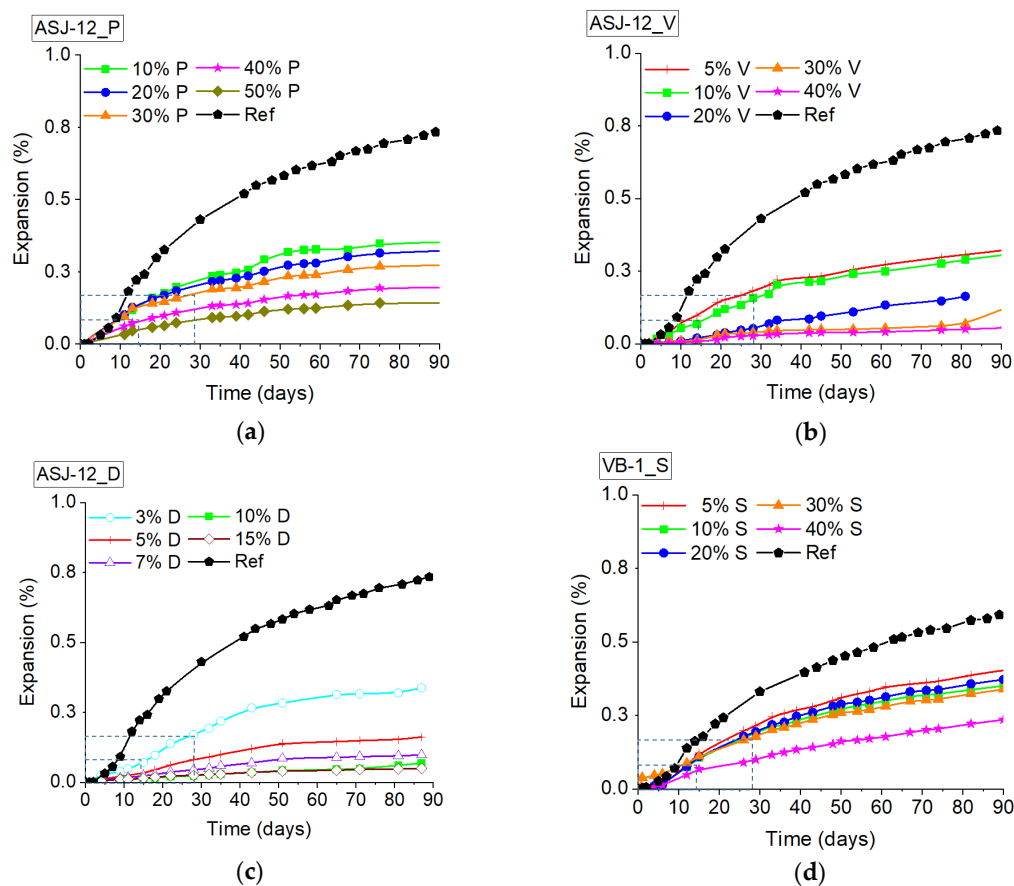 ASJ-12_P
1.0
0.8
0.5
0.3
0.0
Expansion (%)
10% P
20% P
30% P
40% P
50% P
Ref
0 10 20 30 40 50 60 70 80 90
Time (days)
(a)
ASJ-12_V
1.0
0.8
0.5
0.3
0.0
Expansion (%)
5% V
10% V
20% V
30% V
40% V
Ref
0 10 20 30 40 50 60 70 80 90
Time (days)
(b)
ASJ-12_D
1.0
0.8
0.5
0.3
0.0
Expansion (%)
3% D
5% D
7% D
10% D
15% D
Ref
0 10 20 30 40 50 60 70 80 90
Time (days)
(c)
VB-1_S
1.0
0.8
0.5
0.3
0.0
Expansion (%)
5% S
10% S
20% S
30% S
40% S
Ref
0 10 20 30 40 50 60 70 80 90
Time (days)
(d)